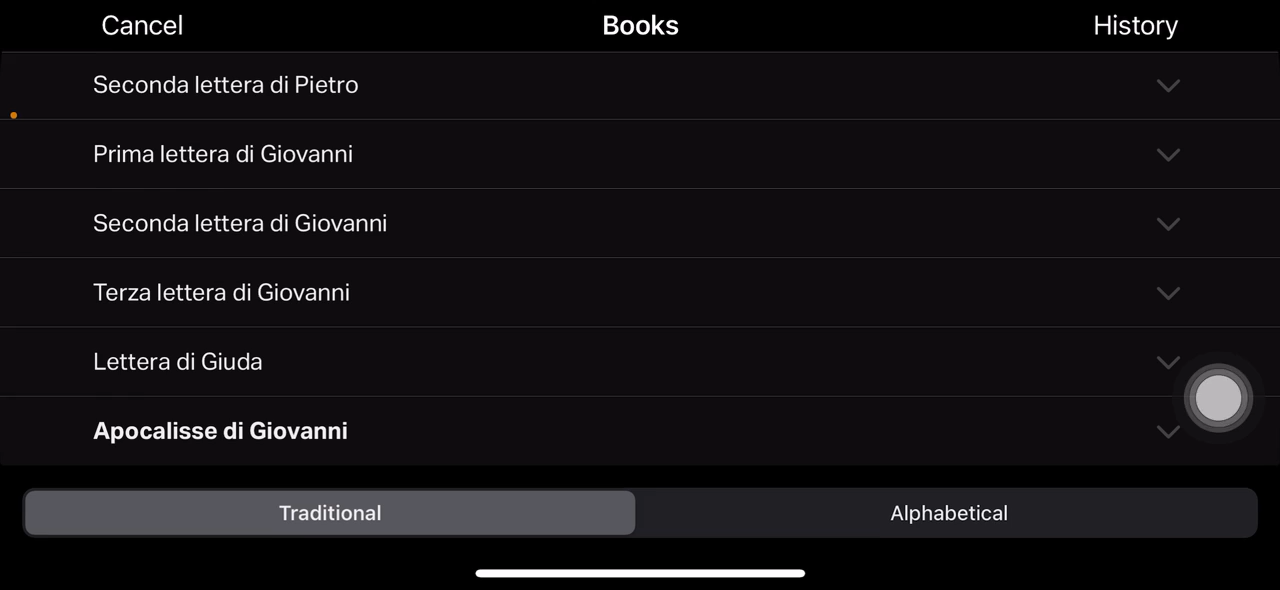 Cancel
Books
History
Seconda lettera di Pietro
Prima lettera di Giovanni
Seconda lettera di Giovanni
Terza lettera di Giovanni
Lettera di Giuda
Apocalisse di Giovanni
Traditional
Alphabetical